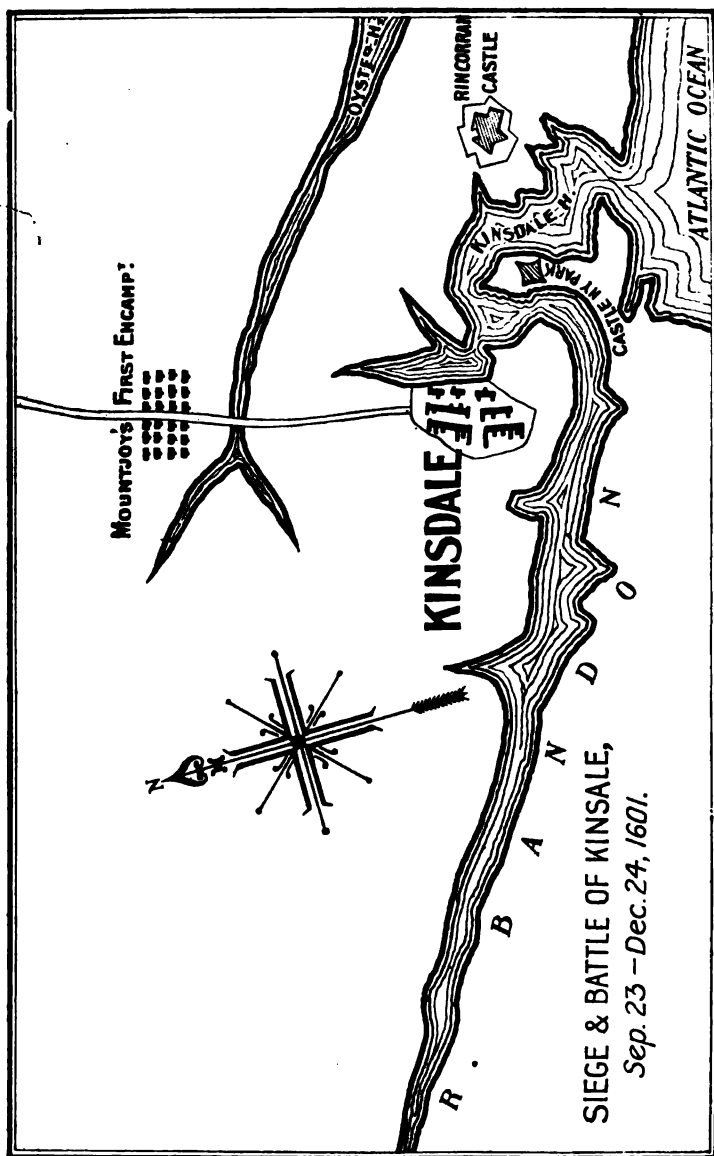 MOUNTJOY'S FIRST ENCAMPT.
OYSTER H
RINCORRAN
CASTLE
KINSDALE H.
CASTLE NY PARK
ATLANTIC OCEAN
KINSDALE
N
R. BANDON
SIEGE & BATTLE OF KINSALE,
Sep. 23 – Dec. 24, 1601.